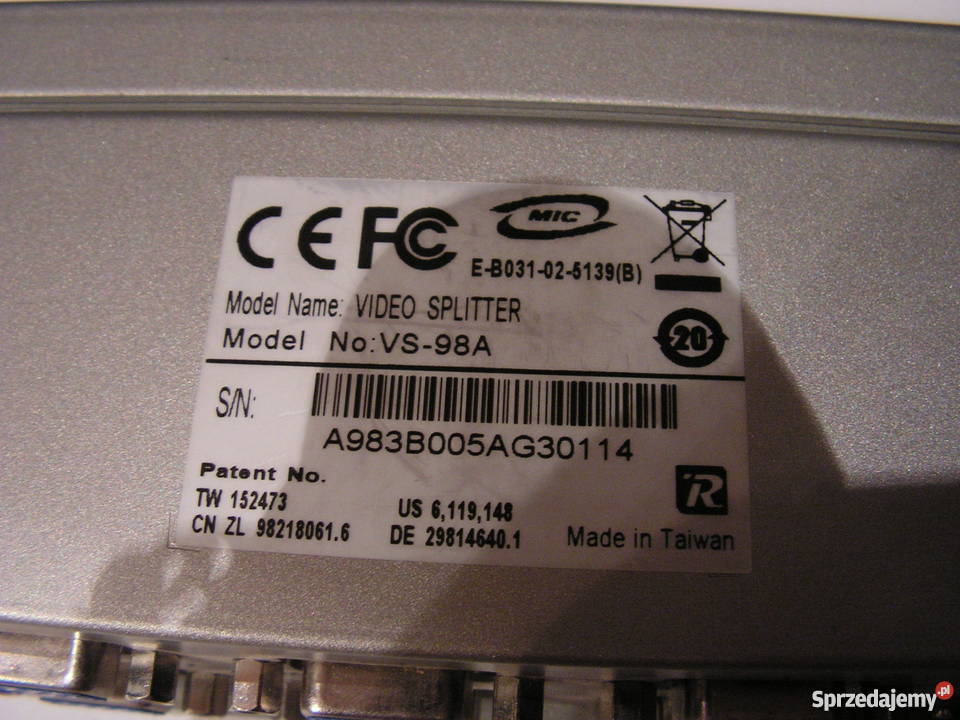 CE FC MIC
E-B031-02-5139(B)
Model Name: VIDEO SPLITTER
Model No:VS-98A
20
S/N:
A983B005AG30114
Patent No.
TW 152473 US 6,119,148
CN ZL 98218061.6 DE 29814640.1
R
Made in Taiwan
Sprzedajemy.pl